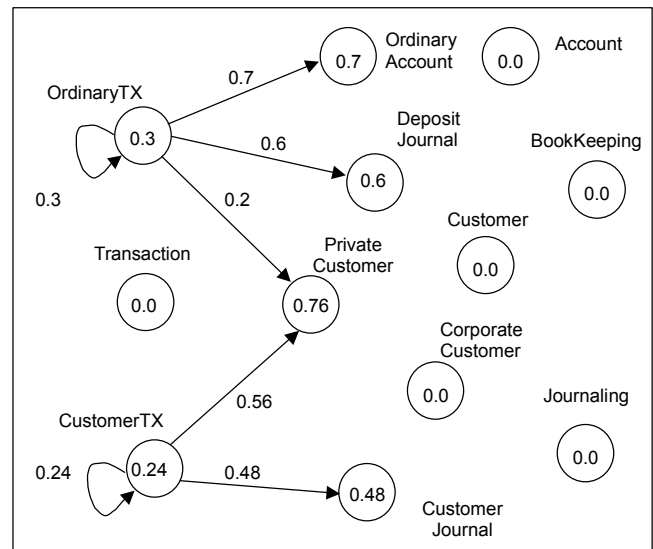 Ordinary
Account
Account
0.7
0.0
0.7
OrdinaryTX
Deposit
Journal
BookKeeping
0.3
0.6
0.6
0.0
0.3
0.2
Customer
Transaction
Private
Customer
0.0
0.0
0.76
Corporate
Customer
0.56
0.0
Journaling
CustomerTX
0.24
0.24
0.48
0.0
0.48
Customer
Journal